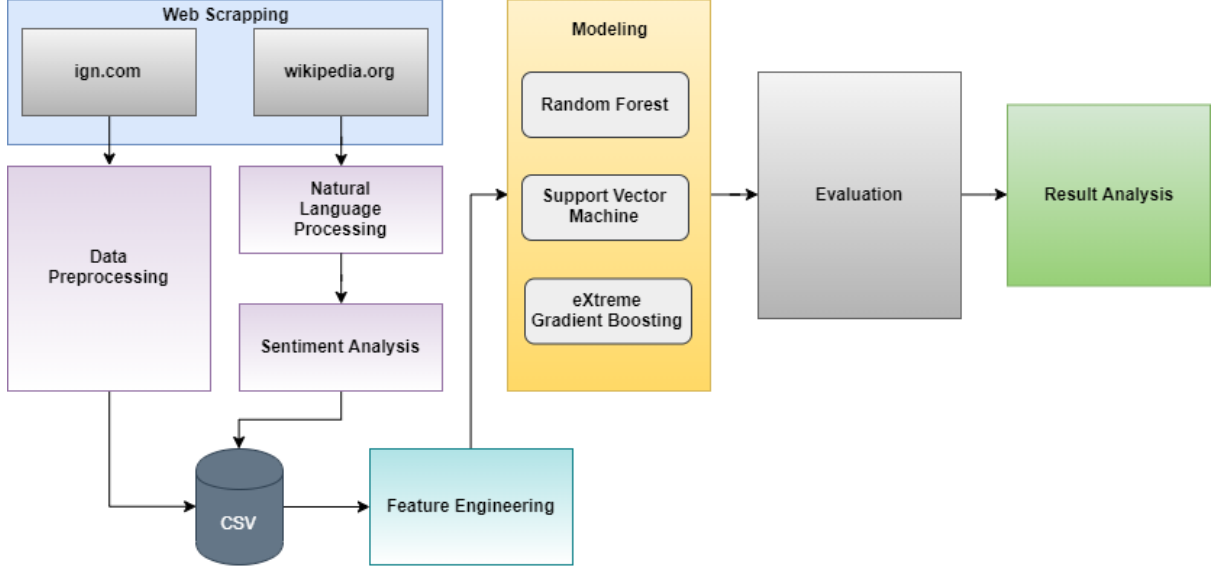 Web Scrapping
ign.com
wikipedia.org
Data
Preprocessing
Natural
Language
Processing
Sentiment Analysis
CSV
Feature Engineering
Modeling
Random Forest
Support Vector
Machine
eXtreme
Gradient Boosting
Evaluation
Result Analysis